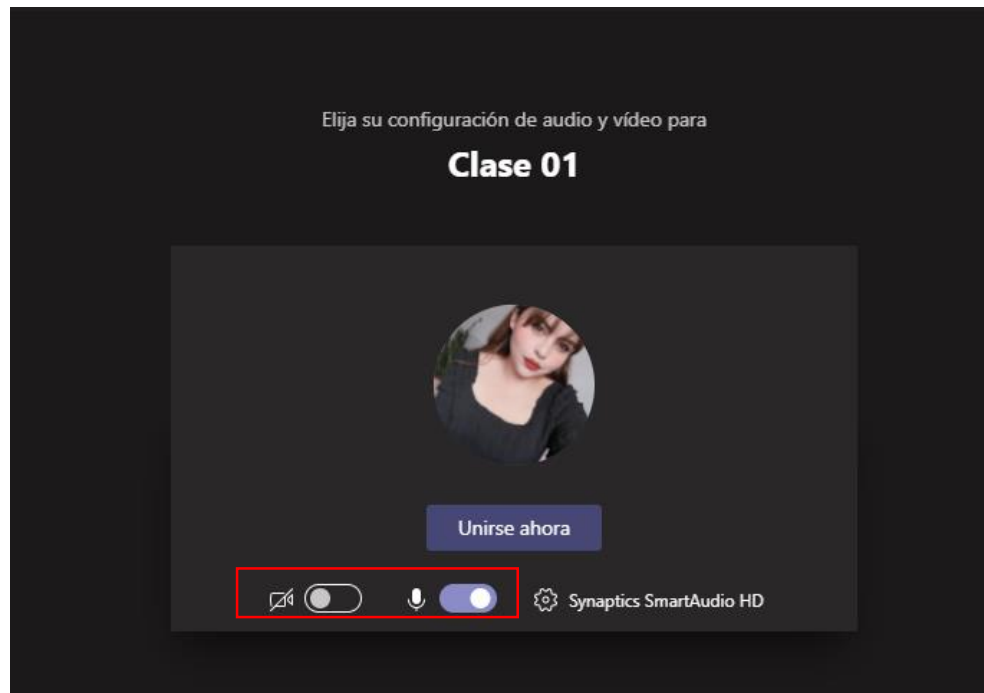 Elija su configuración de audio y vídeo para
Clase 01
Unirse ahora
Synaptics SmartAudio HD